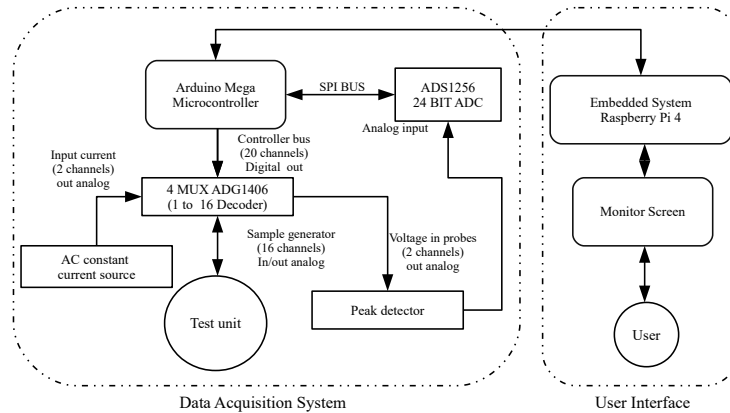 Arduino Mega
Microcontroller
SPI BUS
ADS1256
24 BIT ADC
Analog input
Embedded System
Raspberry Pi 4
Controller bus
(20 channels)
Digital out
Input current
(2 channels)
out analog
4 MUX ADG1406
(1 to 16 Decoder)
Monitor Screen
AC constant
current source
Sample generator
(16 channels)
In/out analog
Voltage in probes
(2 channels)
out analog
Test unit
Peak detector
User
Data Acquisition System
User Interface